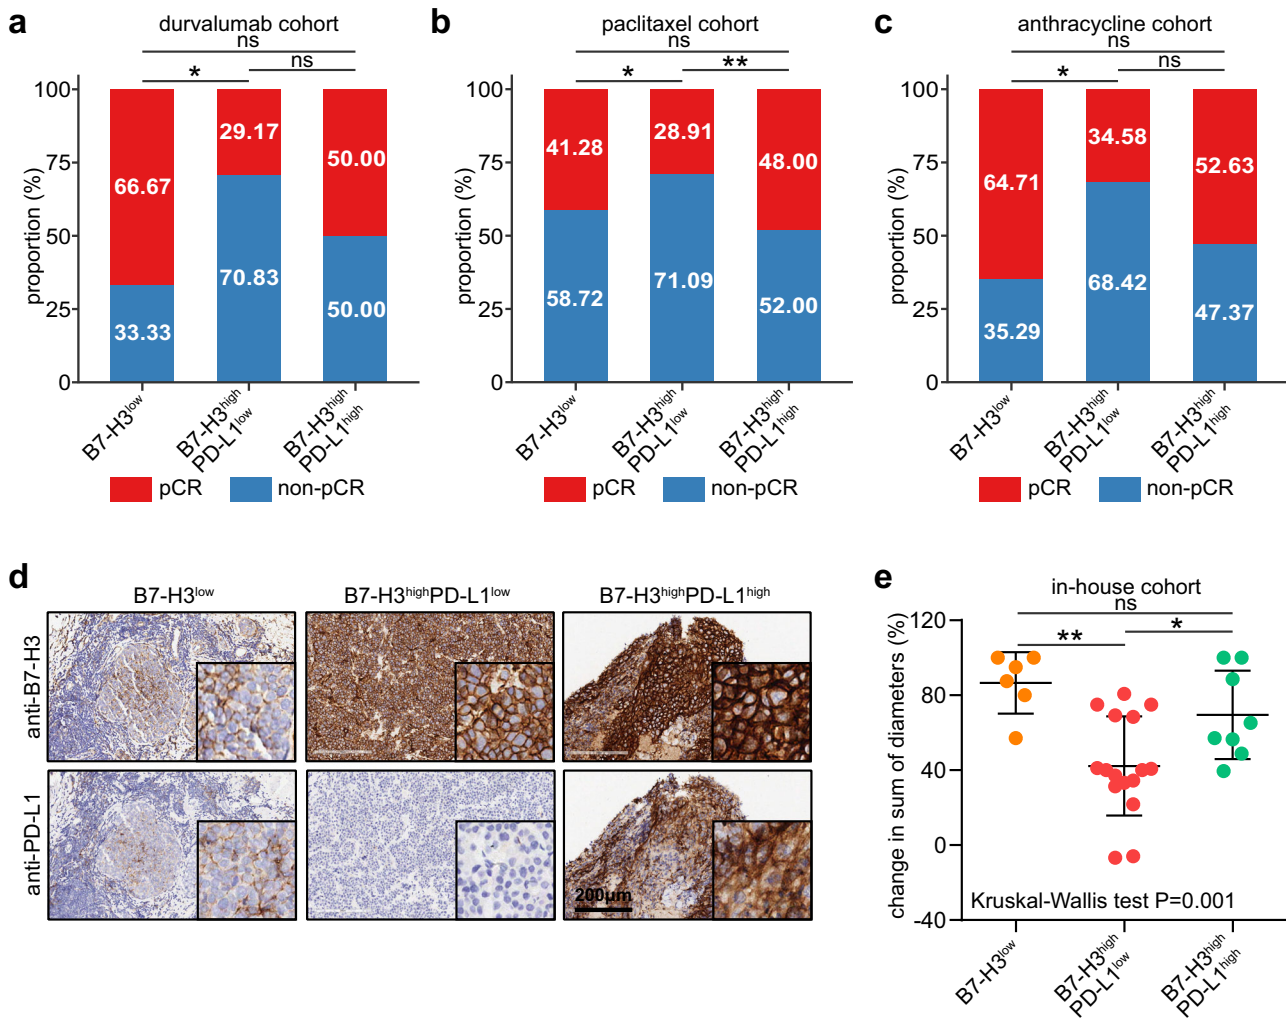 a
durvalumab cohort
ns
*
ns
proportion (%)
100
75
50
25
0
66.67
33.33
29.17
70.83
50.00
50.00
B7-H3low
B7-H3high
PD-L1low
B7-H3high
PD-L1high
pCR
non-pCR
b
paclitaxel cohort
ns
*
**
proportion (%)
100
75
50
25
0
41.28
58.72
28.91
71.09
48.00
52.00
B7-H3low
B7-H3high
PD-L1low
B7-H3high
PD-L1high
pCR
non-pCR
c
anthracycline cohort
ns
*
ns
proportion (%)
100
75
50
25
0
64.71
35.29
34.58
68.42
52.63
47.37
B7-H3low
B7-H3high
PD-L1low
B7-H3high
PD-L1high
pCR
non-pCR
d
B7-H3low
B7-H3highPD-L1low
B7-H3highPD-L1high
anti-B7-H3
anti-PD-L1
200μm
e
in-house cohort
ns
**
*
change in sum of diameters (%)
120
80
40
0
-40
Kruskal-Wallis test P=0.001
B7-H3low
B7-H3high
PD-L1low
B7-H3high
PD-L1high